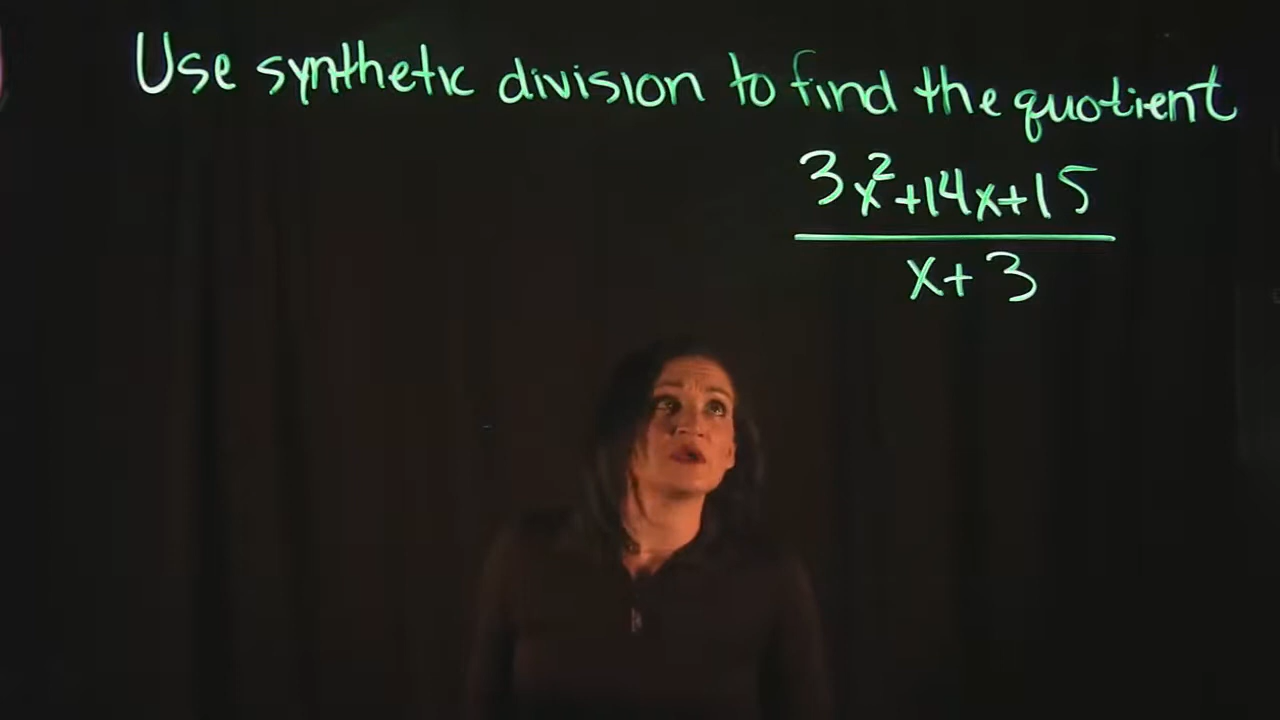 Use synthetic division to find the quotient
3x²+14x+15
x+3